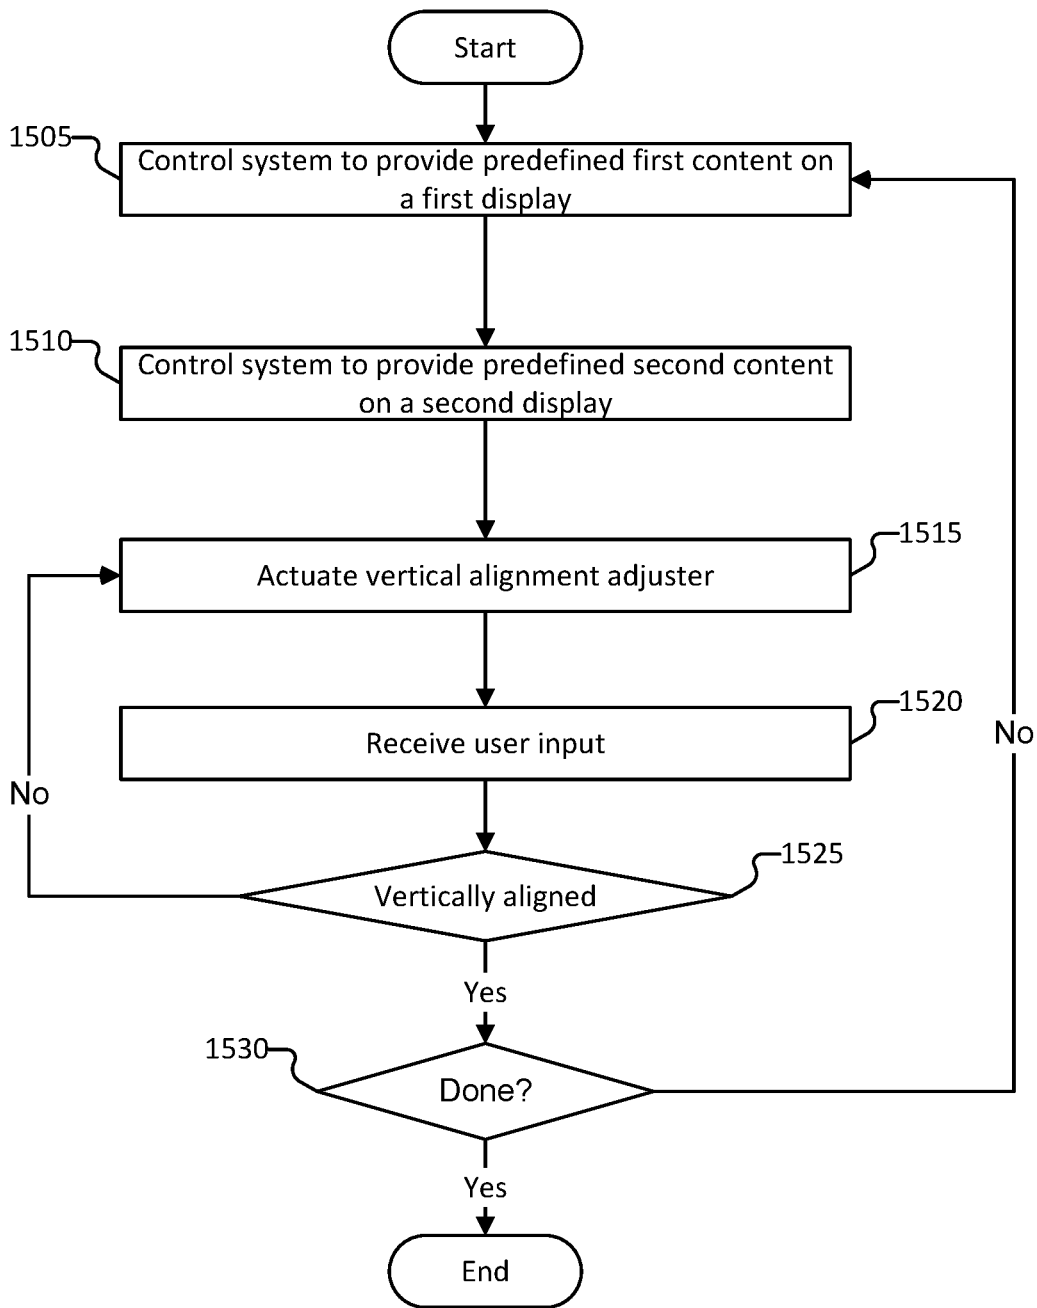 Start
1505
Control system to provide predefined first content on
a first display
1510
Control system to provide predefined second content
on a second display
1515
Actuate vertical alignment adjuster
1520
Receive user input
No
No
1525
Vertically aligned
Yes
1530
Done?
Yes
End